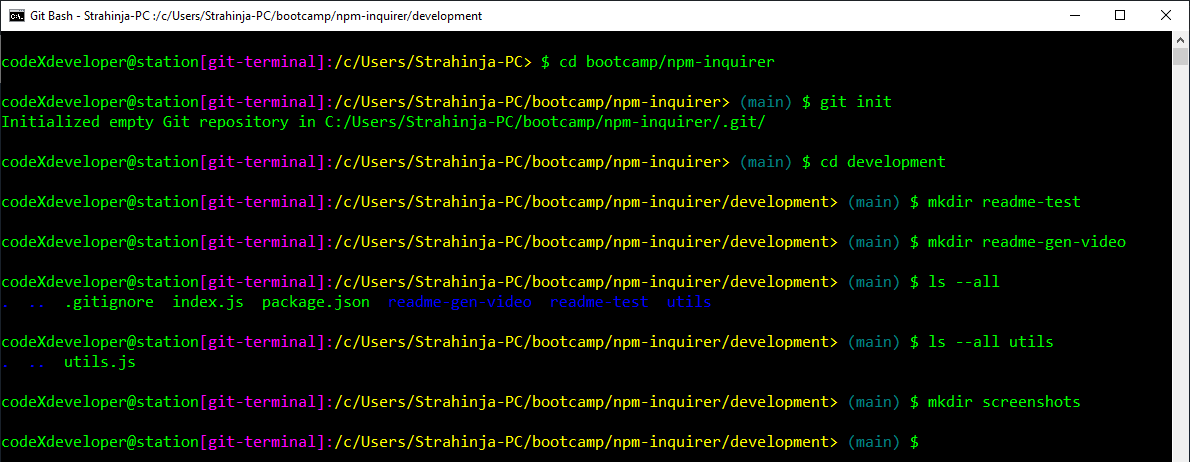 Git Bash - Strahinja-PC :/c/Users/Strahinja-PC/bootcamp/npm-inquirer/development
codeXdeveloper@station[git-terminal]:/c/Users/Strahinja-PC> $ cd bootcamp/npm-inquirer
codeXdeveloper@station[git-terminal]:/c/Users/Strahinja-PC/bootcamp/npm-inquirer> (main) $ git init
Initialized empty Git repository in C:/Users/Strahinja-PC/bootcamp/npm-inquirer/.git/
codeXdeveloper@station[git-terminal]:/c/Users/Strahinja-PC/bootcamp/npm-inquirer> (main) $ cd development
codeXdeveloper@station[git-terminal]:/c/Users/Strahinja-PC/bootcamp/npm-inquirer/development> (main) $ mkdir readme-test
codeXdeveloper@station[git-terminal]:/c/Users/Strahinja-PC/bootcamp/npm-inquirer/development> (main) $ mkdir readme-gen-video
codeXdeveloper@station[git-terminal]:/c/Users/Strahinja-PC/bootcamp/npm-inquirer/development> (main) $ ls --all
.  ..  .gitignore  index.js  package.json  readme-gen-video  readme-test  utils
codeXdeveloper@station[git-terminal]:/c/Users/Strahinja-PC/bootcamp/npm-inquirer/development> (main) $ ls --all utils
.  ..  utils.js
codeXdeveloper@station[git-terminal]:/c/Users/Strahinja-PC/bootcamp/npm-inquirer/development> (main) $ mkdir screenshots
codeXdeveloper@station[git-terminal]:/c/Users/Strahinja-PC/bootcamp/npm-inquirer/development> (main) $